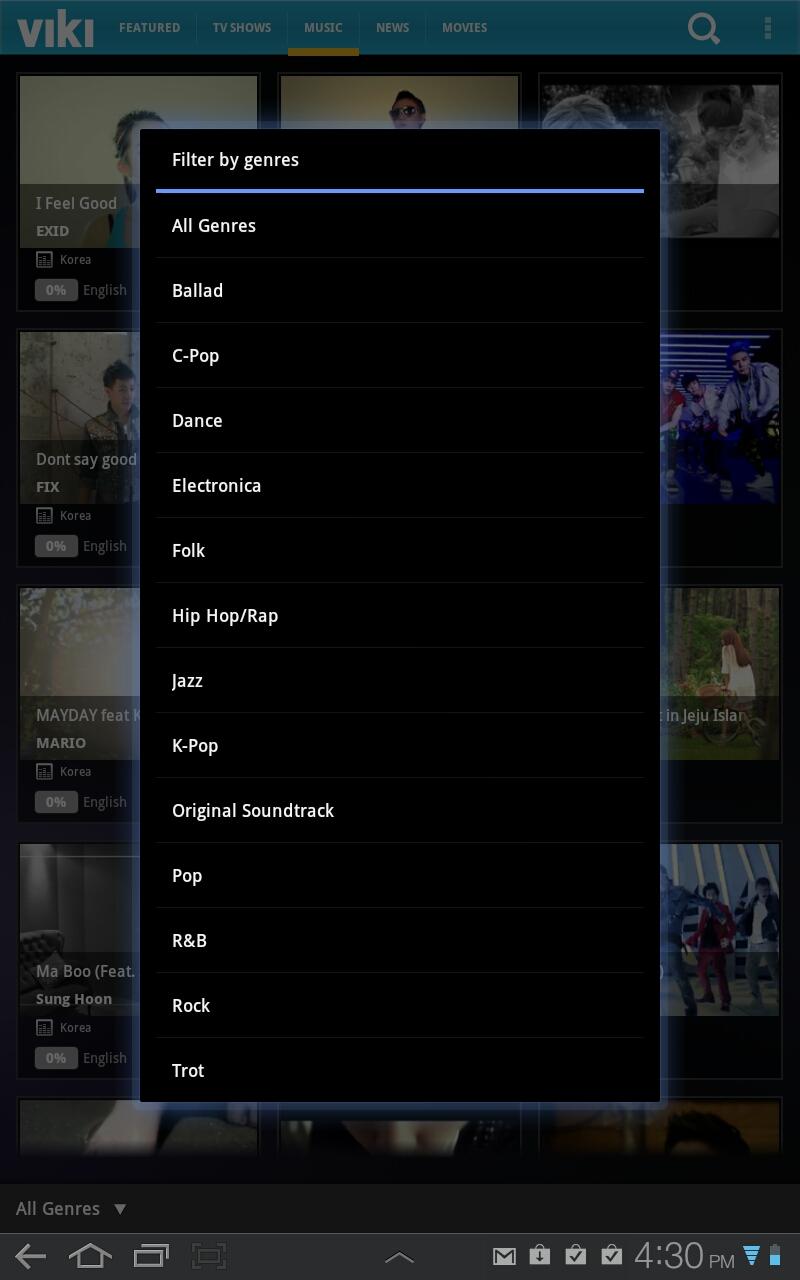 viki
FEATURED
TV SHOWS
MUSIC
NEWS
MOVIES
Filter by genres
All Genres
Ballad
C-Pop
Dance
Electronica
Folk
Hip Hop/Rap
Jazz
K-Pop
Original Soundtrack
Pop
R&B
Rock
Trot
I Feel Good
EXID
Korea
0% English
Dont say good
FIX
Korea
0% English
MAYDAY feat
MARIO
Korea
0% English
in Jeju Islan
Ma Boo (Feat.
Sung Hoon
Korea
0% English
All Genres
4:30 PM